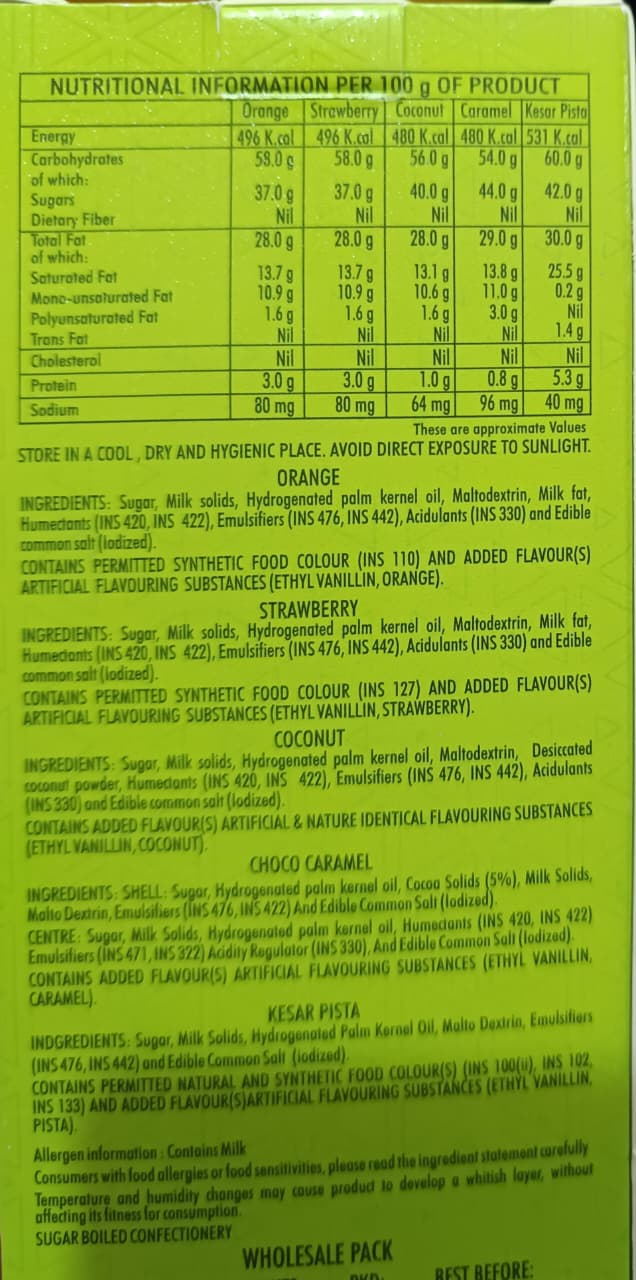 NUTRITIONAL INFORMATION PER 100 g OF PRODUCT
Orange Strawberry Coconut Caramel Kesar Pista
Energy 496 K.cal 496 K.cal 480 K.cal 480 K.cal 531 K.cal
Carbohydrates 58.0 g 58.0 g 56.0 g 54.0 g 60.0 g
of which:
Sugars 37.0 g 37.0 g 40.0 g 44.0 g 42.0 g
Dietary Fiber Nil Nil Nil Nil Nil
Total Fat 28.0 g 28.0 g 28.0 g 29.0 g 30.0 g
of which:
Saturated Fat 13.7 g 13.7 g 13.1 g 13.8 g 25.5 g
Mono-unsaturated Fat 10.9 g 10.9 g 10.6 g 11.0 g 0.2 g
Polyunsaturated Fat 1.6 g 1.6 g 1.6 g 3.0 g Nil
Trans Fat Nil Nil Nil Nil 1.4 g
Cholesterol Nil Nil Nil Nil Nil
Protein 3.0 g 3.0 g 1.0 g 0.8 g 5.3 g
Sodium 80 mg 80 mg 64 mg 96 mg 40 mg
These are approximate Values
STORE IN A COOL, DRY AND HYGIENIC PLACE. AVOID DIRECT EXPOSURE TO SUNLIGHT.
ORANGE
INGREDIENTS: Sugar, Milk solids, Hydrogenated palm kernel oil, Maltodextrin, Milk fat,
Humectants (INS 420, INS 422), Emulsifiers (INS 476, INS 442), Acidulants (INS 330) and Edible
common salt (Iodized).
CONTAINS PERMITTED SYNTHETIC FOOD COLOUR (INS 110) AND ADDED FLAVOUR(S)
ARTIFICIAL FLAVOURING SUBSTANCES (ETHYL VANILLIN, ORANGE).
STRAWBERRY
INGREDIENTS: Sugar, Milk solids, Hydrogenated palm kernel oil, Maltodextrin, Milk fat,
Humectants (INS 420, INS 422), Emulsifiers (INS 476, INS 442), Acidulants (INS 330) and Edible
common salt (Iodized).
CONTAINS PERMITTED SYNTHETIC FOOD COLOUR (INS 127) AND ADDED FLAVOUR(S)
ARTIFICIAL FLAVOURING SUBSTANCES (ETHYL VANILLIN, STRAWBERRY).
COCONUT
INGREDIENTS: Sugar, Milk solids, Hydrogenated palm kernel oil, Maltodextrin, Desiccated
coconut powder, Humectants (INS 420, INS 422), Emulsifiers (INS 476, INS 442), Acidulants
(INS 330) and Edible common salt (Iodized).
CONTAINS ADDED FLAVOUR(S) ARTIFICIAL & NATURE IDENTICAL FLAVOURING SUBSTANCES
(ETHYL VANILLIN, COCONUT).
CHOCO CARAMEL
INGREDIENTS: SHELL: Sugar, Hydrogenated palm kernel oil, Cocoa Solids (5%), Milk Solids,
Malto Dextrin, Emulsifiers (INS 476, INS 422) And Edible Common Salt (Iodized).
CENTRE: Sugar, Milk Solids, Hydrogenated palm kernel oil, Humectants (INS 420, INS 422)
Emulsifiers (INS 471, INS 322) Acidity Regulator (INS 330), And Edible Common Salt (Iodized).
CONTAINS ADDED FLAVOUR(S) ARTIFICIAL FLAVOURING SUBSTANCES (ETHYL VANILLIN,
CARAMEL).
KESAR PISTA
INDGREDIENTS: Sugar, Milk Solids, Hydrogenated Palm Kernel Oil, Malto Dextrin, Emulsifiers
(INS 476, INS 442) and Edible Common Salt (iodized).
CONTAINS PERMITTED NATURAL AND SYNTHETIC FOOD COLOUR(S) (INS 100(ii), INS 102,
INS 133) AND ADDED FLAVOUR(S)ARTIFICIAL FLAVOURING SUBSTANCES (ETHYL VANILLIN,
PISTA).
Allergen information : Contains Milk
Consumers with food allergies or food sensitivities, please read the ingredient statement carefully
Temperature and humidity changes may cause product to develop a whitish layer, without
affecting its fitness for consumption.
SUGAR BOILED CONFECTIONERY
WHOLESALE PACK
BEST BEFORE: